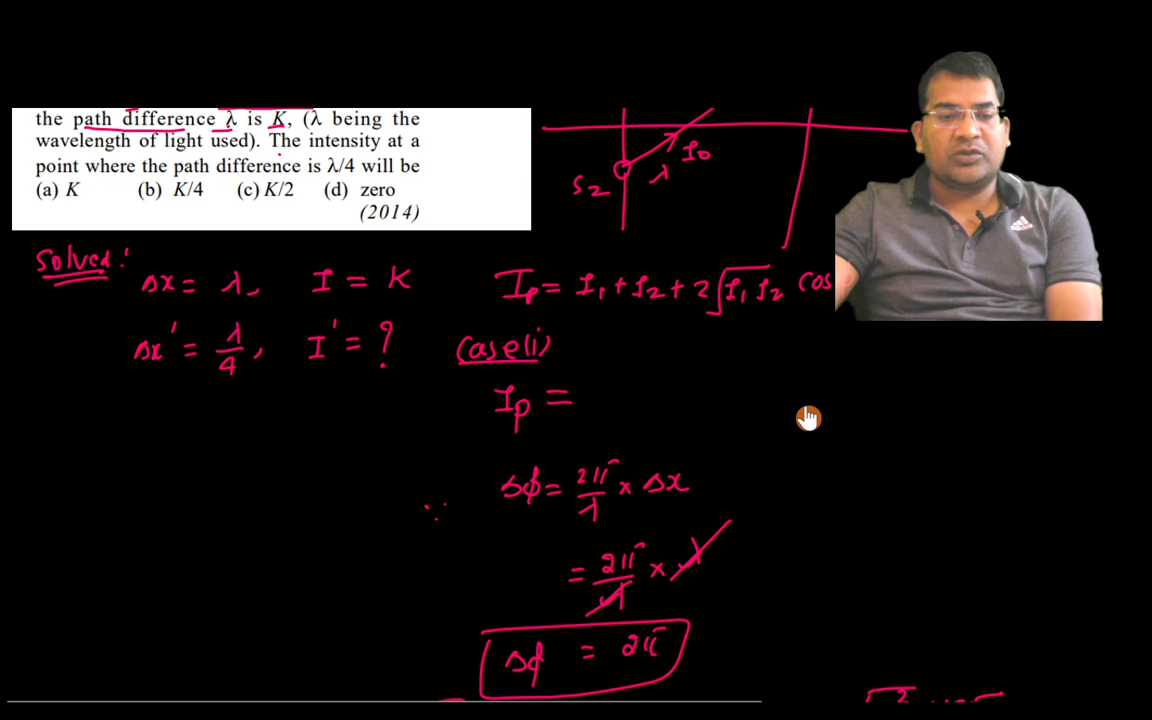 the path difference λ is K, (λ being the
wavelength of light used). The intensity at a
point where the path difference is λ/4 will be
(a) K (b) K/4 (c) K/2 (d) zero
(2014)
S2 λ I0
Solved:
Δx = λ, I = K
Δx' = λ/4, I' = ?
Ip = I1 + I2 + 2√I1 I2 cos
Case(i)
Ip =
∵ Δϕ = 2π/λ × Δx
= 2π/λ × λ
Δϕ = 2π
adidas